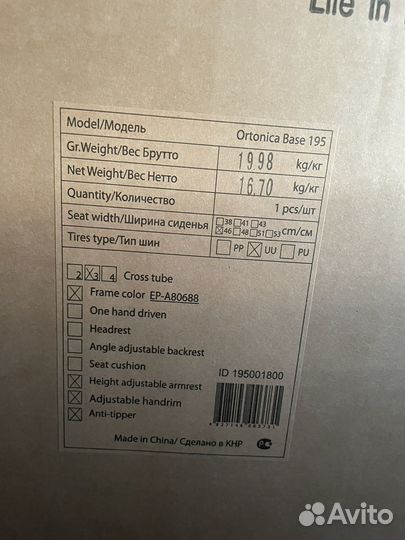 Life in
Model/Модель Ortonica Base 195
Gr.Weight/Вес Брутто 19.98 kg/кг
Net Weight/Вес Нетто 16.70 kg/кг
Quantity/Количество 1 pcs/шт
Seat width/Ширина сиденья 38 41 43 46 48 51 53 cm/см
Tires type/Тип шин PP UU PU
2 3 4 Cross tube
Frame color EP-A80688
One hand driven
Headrest
Angle adjustable backrest
Seat cushion
Height adjustable armrest
Adjustable handrim
Anti-tipper
ID 195001800
Made in China/ Сделано в КНР
Avito